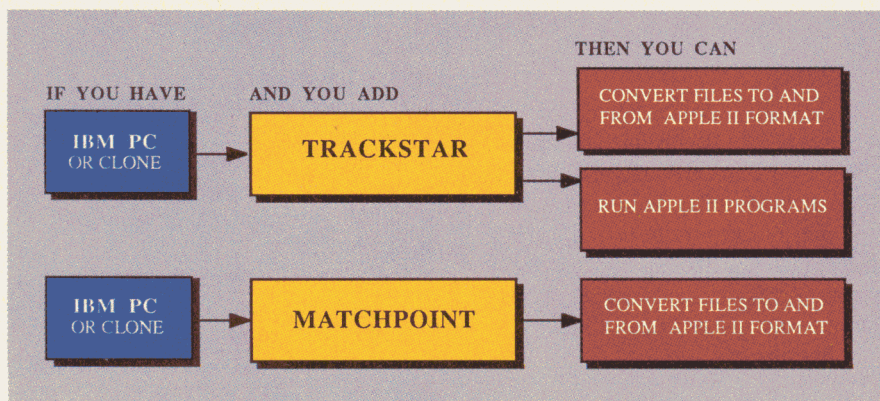 THEN YOU CAN
IF YOU HAVE
AND YOU ADD
IBM PC
OR CLONE
TRACKSTAR
CONVERT FILES TO AND
FROM APPLE II FORMAT
RUN APPLE II PROGRAMS
IBM PC
OR CLONE
MATCHPOINT
CONVERT FILES TO AND
FROM APPLE II FORMAT